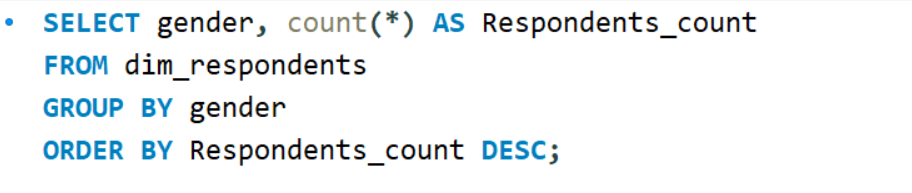 SELECT gender, count(*) AS Respondents_count
FROM dim_respondents
GROUP BY gender
ORDER BY Respondents_count DESC;